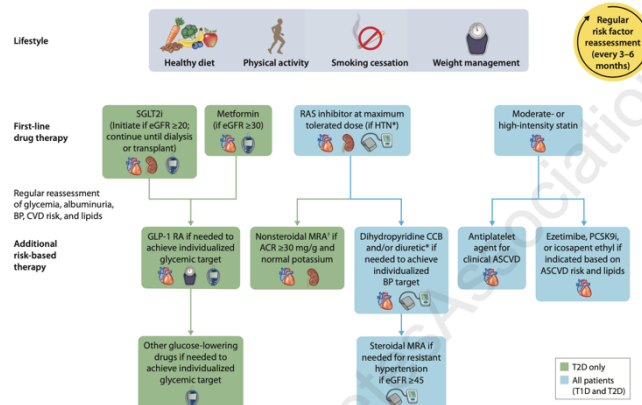 Lifestyle
Healthy diet
Physical activity
Smoking cessation
Weight management
Regular
risk factor
reassessment
(every 3–6
months)
First-line
drug therapy
SGLT2i
(Initiate if eGFR ≥20;
continue until dialysis
or transplant)
Metformin
(if eGFR ≥30)
RAS inhibitor at maximum
tolerated dose (if HTN*)
Moderate- or
high-intensity statin
Regular reassessment
of glycemia, albuminuria,
BP, CVD risk, and lipids
Additional
risk-based
therapy
GLP-1 RA if needed to
achieve individualized
glycemic target
Nonsteroidal MRA† if
ACR ≥30 mg/g and
normal potassium
Dihydropyridine CCB
and/or diuretic* if
needed to achieve
individualized
BP target
Antiplatelet
agent for
clinical ASCVD
Ezetimibe, PCSK9i,
or icosapent ethyl if
indicated based on
ASCVD risk and lipids
Other glucose-lowering
drugs if needed to
achieve individualized
glycemic target
Steroidal MRA if
needed for resistant
hypertension
if eGFR ≥45
T2D only
All patients
(T1D and T2D)